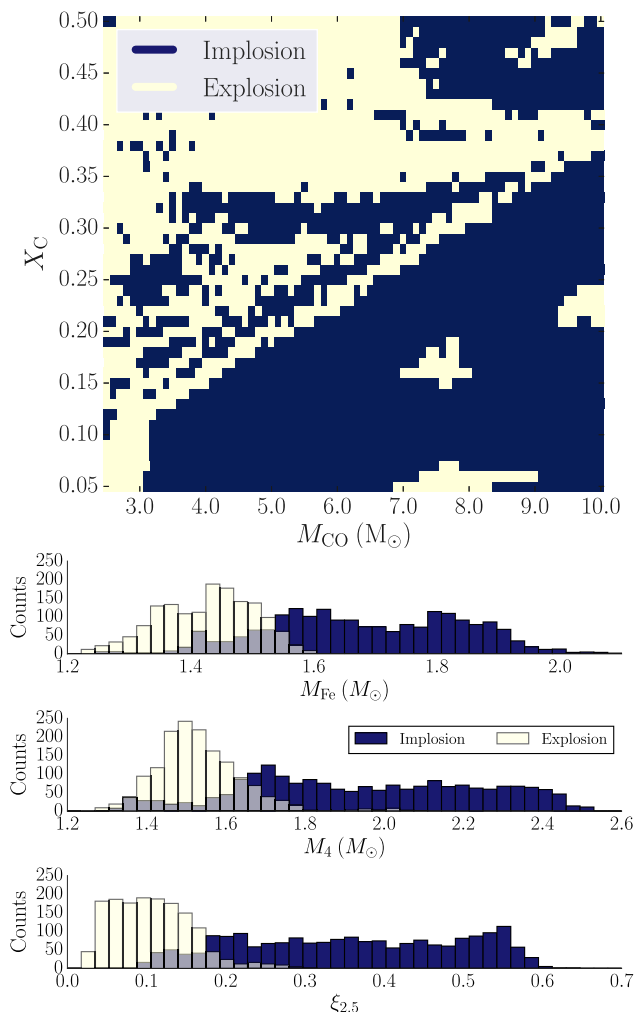 0.50
0.45
0.40
0.35
0.30
0.25
0.20
0.15
0.10
0.05
X_C
Implosion
Explosion
3.0 4.0 5.0 6.0 7.0 8.0 9.0 10.0
M_CO (M_⊙)
250
200
150
100
50
0
Counts
1.2 1.4 1.6 1.8 2.0
M_Fe (M_⊙)
250
200
150
100
50
0
Counts
Implosion Explosion
1.2 1.4 1.6 1.8 2.0 2.2 2.4 2.6
M_4 (M_⊙)
250
200
150
100
50
0
Counts
0.0 0.1 0.2 0.3 0.4 0.5 0.6 0.7
ξ_2.5